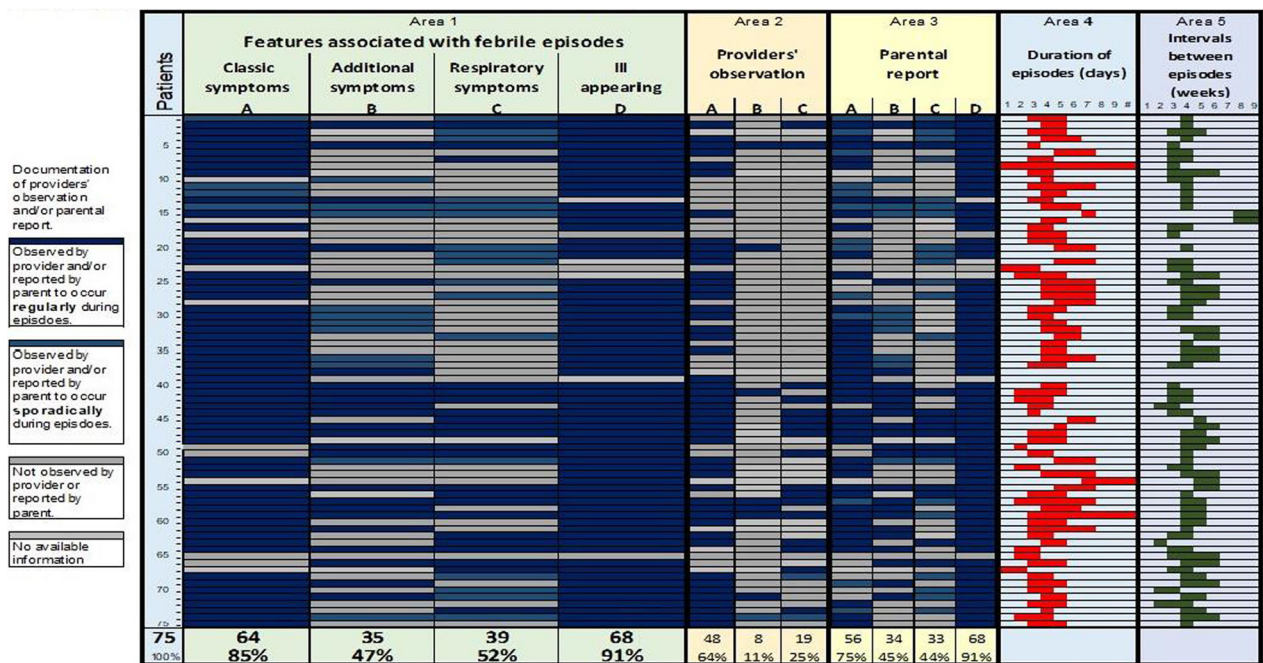 Area 1
Area 2
Area 3
Area 4
Area 5
Patients
Features associated with febrile episodes
Classic symptoms
Additional symptoms
Respiratory symptoms
Ill appearing
A
B
C
D
Providers' observation
A
B
C
Parental report
A
B
C
D
Duration of episodes (days)
1 2 3 4 5 6 7 8 9 #
Intervals between episodes (weeks)
1 2 3 4 5 6 7 8 9
Documentation
of providers'
observation
and/or parental
report.
Observed by
provider and/or
reported by
parent to occur
regularly during
episdoes.
Observed by
provider and/or
reported by
parent to occur
sporadically
during episdoes.
Not observed by
provider or
reported by
parent.
No available
information
5
10
15
20
25
30
35
40
45
50
55
60
65
70
75
75 64 35 39 68 48 8 19 56 34 33 68
100% 85% 47% 52% 91% 64% 11% 25% 75% 45% 44% 91%